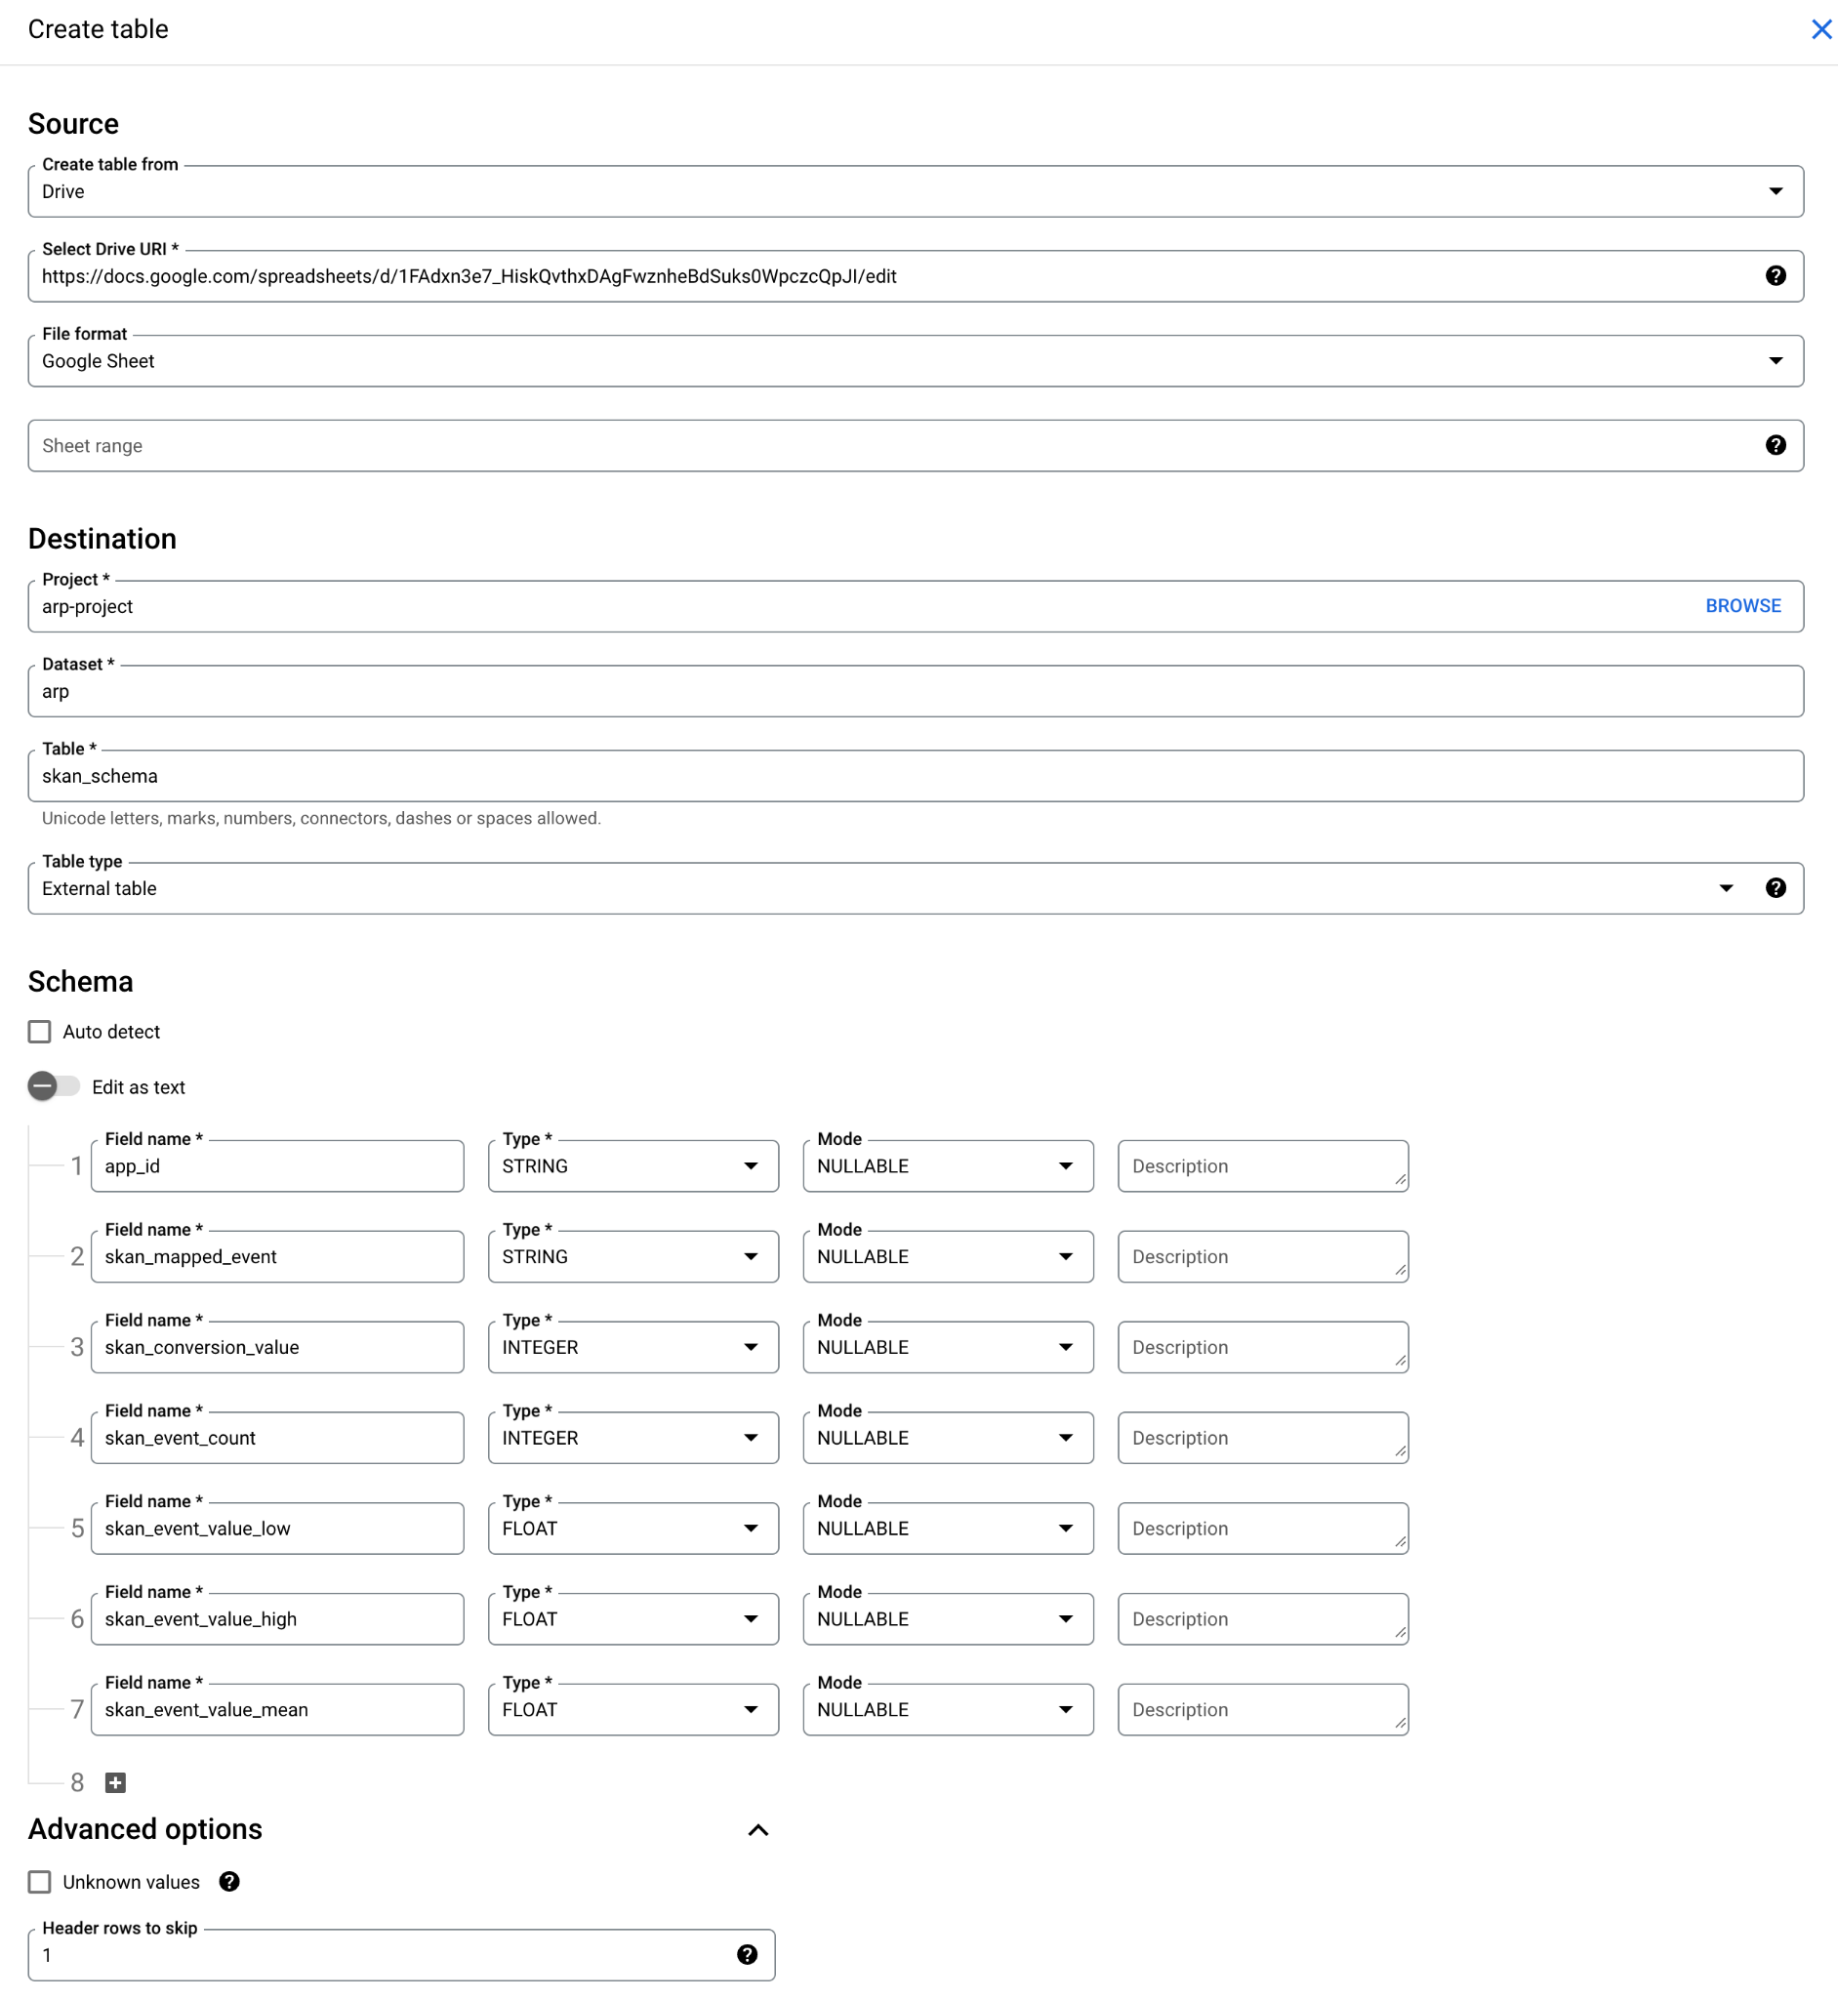 Create table
Source
Create table from
Drive
Select Drive URI *
https://docs.google.com/spreadsheets/d/1FAdxn3e7_HiskQvthxDAgFwznheBdSuks0WpczcQpJI/edit
File format
Google Sheet
Sheet range
Destination
Project *
arp-project
BROWSE
Dataset *
arp
Table *
skan_schema
Unicode letters, marks, numbers, connectors, dashes or spaces allowed.
Table type
External table
Schema
Auto detect
Edit as text
Field name * Type * Mode
1 app_id STRING NULLABLE Description
Field name * Type * Mode
2 skan_mapped_event STRING NULLABLE Description
Field name * Type * Mode
3 skan_conversion_value INTEGER NULLABLE Description
Field name * Type * Mode
4 skan_event_count INTEGER NULLABLE Description
Field name * Type * Mode
5 skan_event_value_low FLOAT NULLABLE Description
Field name * Type * Mode
6 skan_event_value_high FLOAT NULLABLE Description
Field name * Type * Mode
7 skan_event_value_mean FLOAT NULLABLE Description
8
Advanced options
Unknown values
Header rows to skip
1